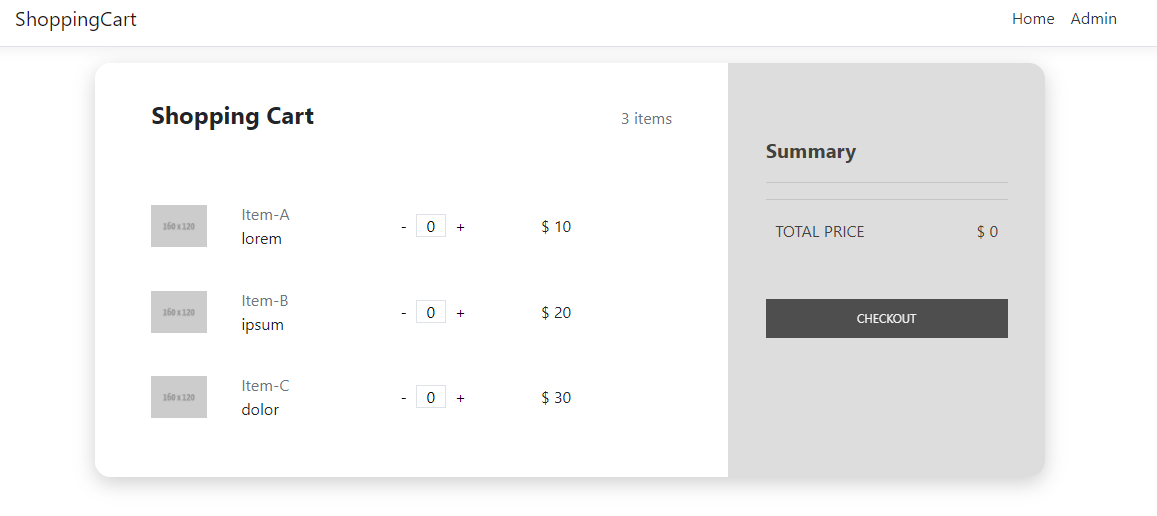 ShoppingCart Home Admin
Shopping Cart 3 items
Summary
160 x 120 Item-A - 0 + $ 10
lorem
TOTAL PRICE $ 0
160 x 120 Item-B - 0 + $ 20
ipsum
CHECKOUT
160 x 120 Item-C - 0 + $ 30
dolor